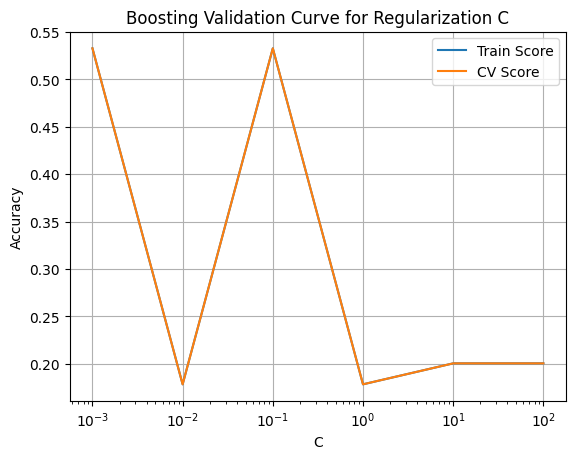 Boosting Validation Curve for Regularization C
Train Score
CV Score
0.55
0.50
0.45
0.40
0.35
0.30
0.25
0.20
Accuracy
10⁻³ 10⁻² 10⁻¹ 10⁰ 10¹ 10²
C